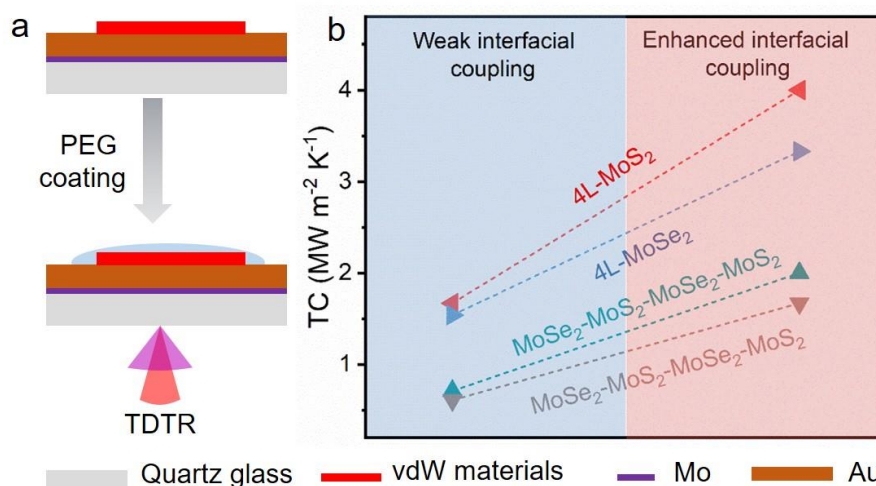 a
PEG
coating
TDTR
b
Weak interfacial
coupling
Enhanced interfacial
coupling
TC (MW m⁻² K⁻¹)
4
3
2
1
4L-MoS₂
4L-MoSe₂
MoSe₂-MoS₂-MoSe₂-MoS₂
MoSe₂-MoS₂-MoSe₂-MoS₂
Quartz glass
vdW materials
Mo
Au